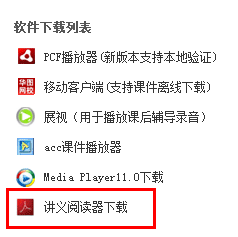 软件下载列表
PCF播放器(新版本支持本地验证)
华图网校
移动客户端(支持课件离线下载)
展视（用于播放课后辅导录音）
acc课件播放器
Media Player11.0下载
讲义阅读器下载